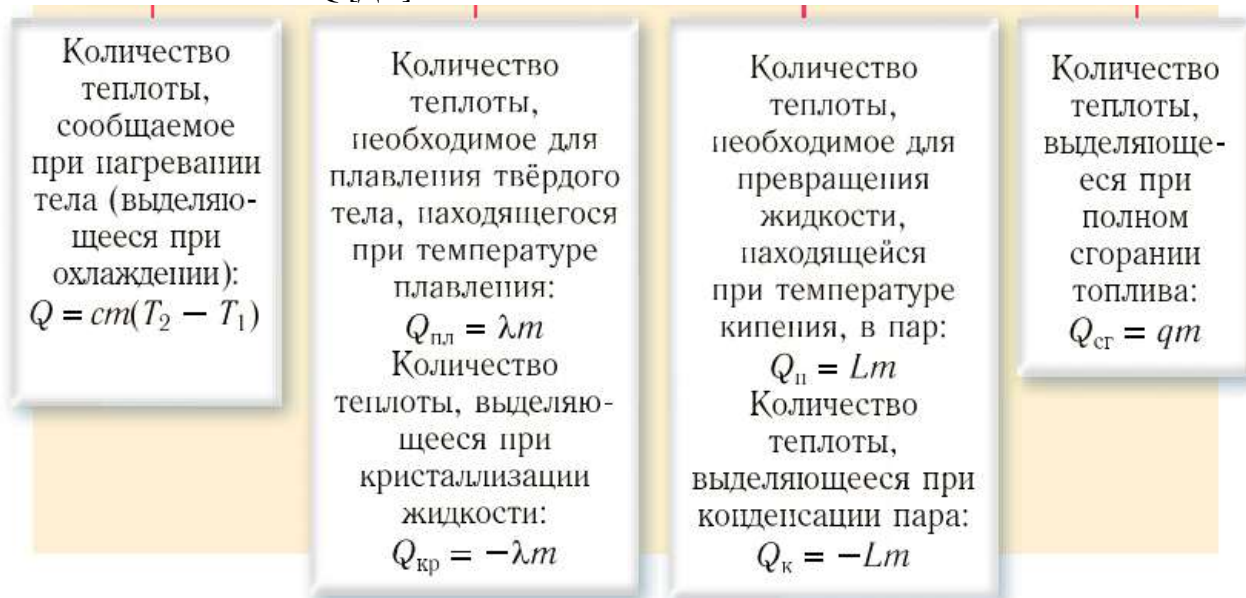 Количество
теплоты,
сообщаемое
при нагревании
тела (выделяю-
щееся при
охлаждении):
Q = cm(T₂ − T₁)
Количество
теплоты,
необходимое для
плавления твёрдого
тела, находящегося
при температуре
плавления:
Qпл = λm
Количество
теплоты, выделяю-
щееся при
кристаллизации
жидкости:
Qкр = −λm
Количество
теплоты,
необходимое для
превращения
жидкости,
находящейся
при температуре
кипения, в пар:
Qп = Lm
Количество
теплоты,
выделяющееся при
конденсации пара:
Qк = −Lm
Количество
теплоты,
выделяюще-
еся при
полном
сгорании
топлива:
Qсг = qm